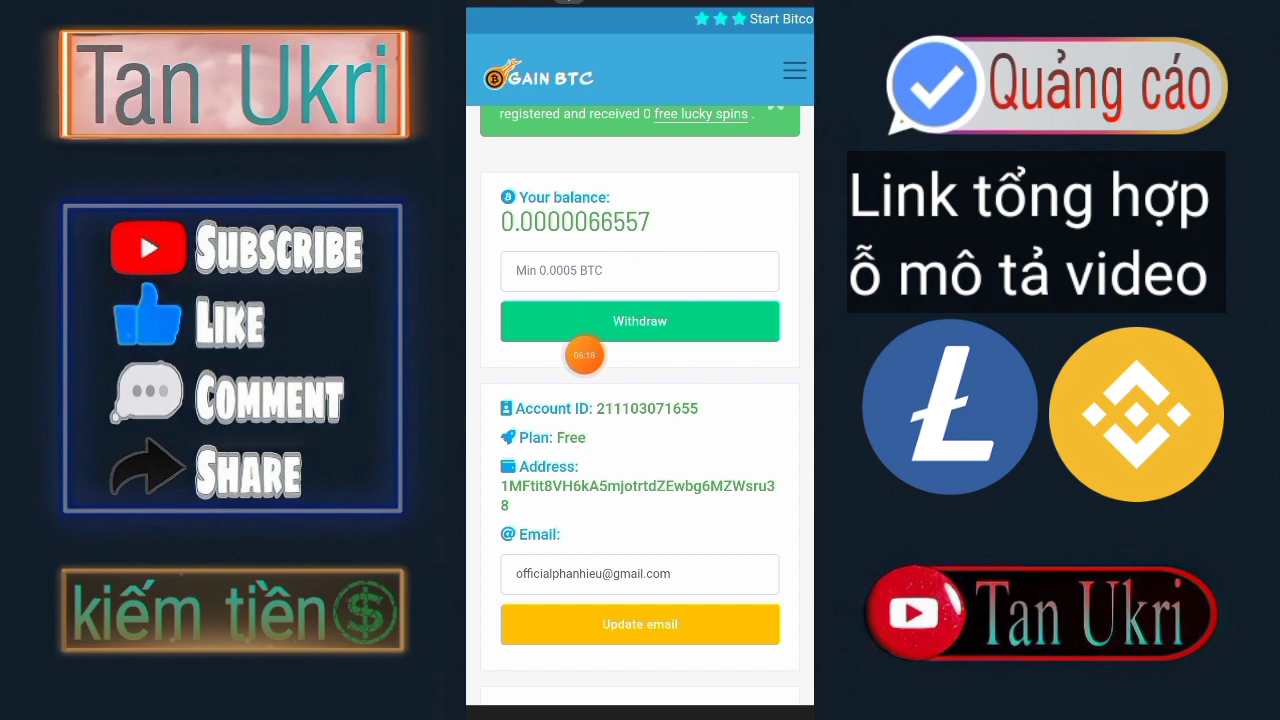 Tan Ukri
SUBSCRIBE
LIKE
COMMENT
SHARE
kiếm tiền
Start Bitco
GAIN BTC
registered and received 0 free lucky spins .
Your balance:
0.0000066557
Min 0.0005 BTC
Withdraw
06:18
Account ID: 211103071655
Plan: Free
Address:
1MFtit8VH6kA5mjotrtdZEwbg6MZWsru3
8
Email:
officialphanhieu@gmail.com
Update email
Quảng cáo
Link tổng hợp
ỗ mô tả video
Tan Ukri